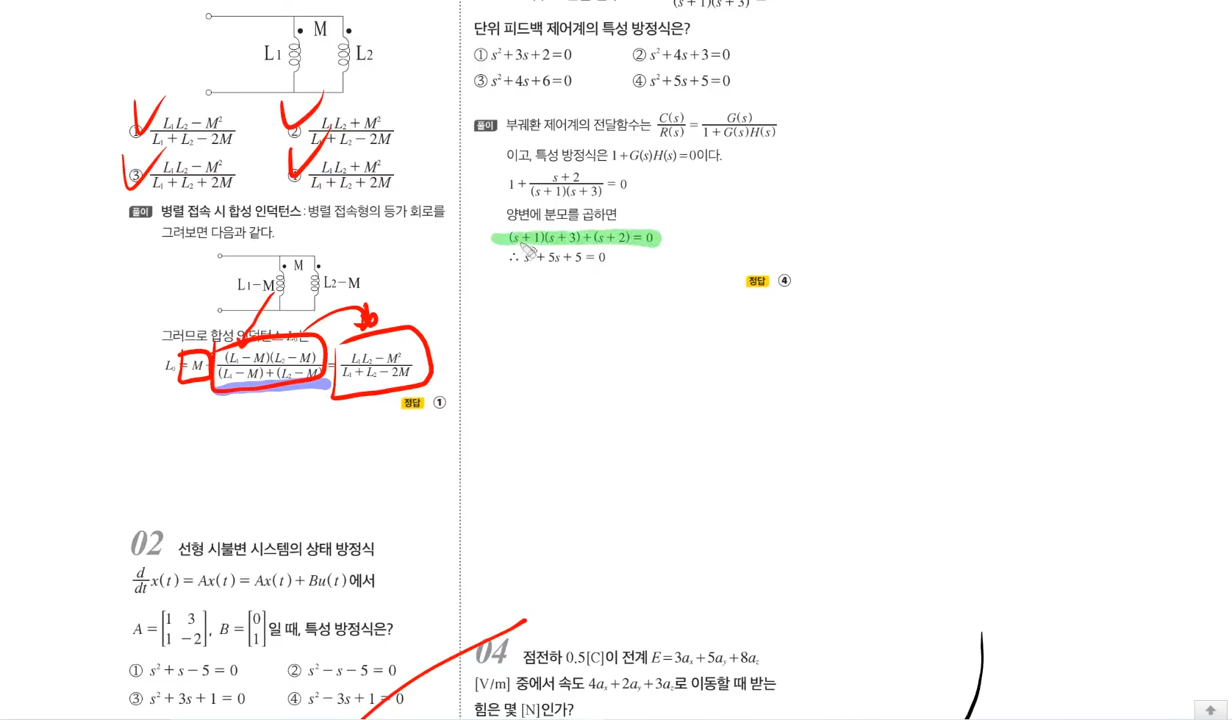 M
L1 L2
① L₁L₂ − M² / L₁ + L₂ − 2M ② L₁L₂ + M² / L₁ + L₂ − 2M
③ L₁L₂ − M² / L₁ + L₂ + 2M L₁L₂ + M² / L₁ + L₂ + 2M
풀이 병렬 접속 시 합성 인덕턴스 : 병렬 접속형의 등가 회로를
그려보면 다음과 같다.
M
L1−M L2−M
그러므로 합성 인덕턴스 L₀는
L₀ = M + (L₁ − M)(L₂ − M) / (L₁ − M) + (L₂ − M) = L₁L₂ − M² / L₁ + L₂ − 2M
정답 ①
02 선형 시불변 시스템의 상태 방정식
d/dt x(t) = Ax(t) = Ax(t) + Bu(t)에서
A = [1 3; 1 −2], B = [0; 1]일 때, 특성 방정식은?
① s² + s − 5 = 0 ② s² − s − 5 = 0
③ s² + 3s + 1 = 0 ④ s² − 3s + 1 = 0
(s + 1)(s + 3)
단위 피드백 제어계의 특성 방정식은?
① s² + 3s + 2 = 0 ② s² + 4s + 3 = 0
③ s² + 4s + 6 = 0 ④ s² + 5s + 5 = 0
풀이 부궤환 제어계의 전달함수는 C(s)/R(s) = G(s) / 1 + G(s)H(s)
이고, 특성 방정식은 1 + G(s)H(s) = 0이다.
1 + s + 2 / (s + 1)(s + 3) = 0
양변에 분모를 곱하면
(s + 1)(s + 3) + (s + 2) = 0
∴ s² + 5s + 5 = 0
정답 ④
04 점전하 0.5[C]이 전계 E = 3aₓ + 5a_y + 8a_z
[V/m] 중에서 속도 4aₓ + 2a_y + 3a_z로 이동할 때 받는
힘은 몇 [N]인가?